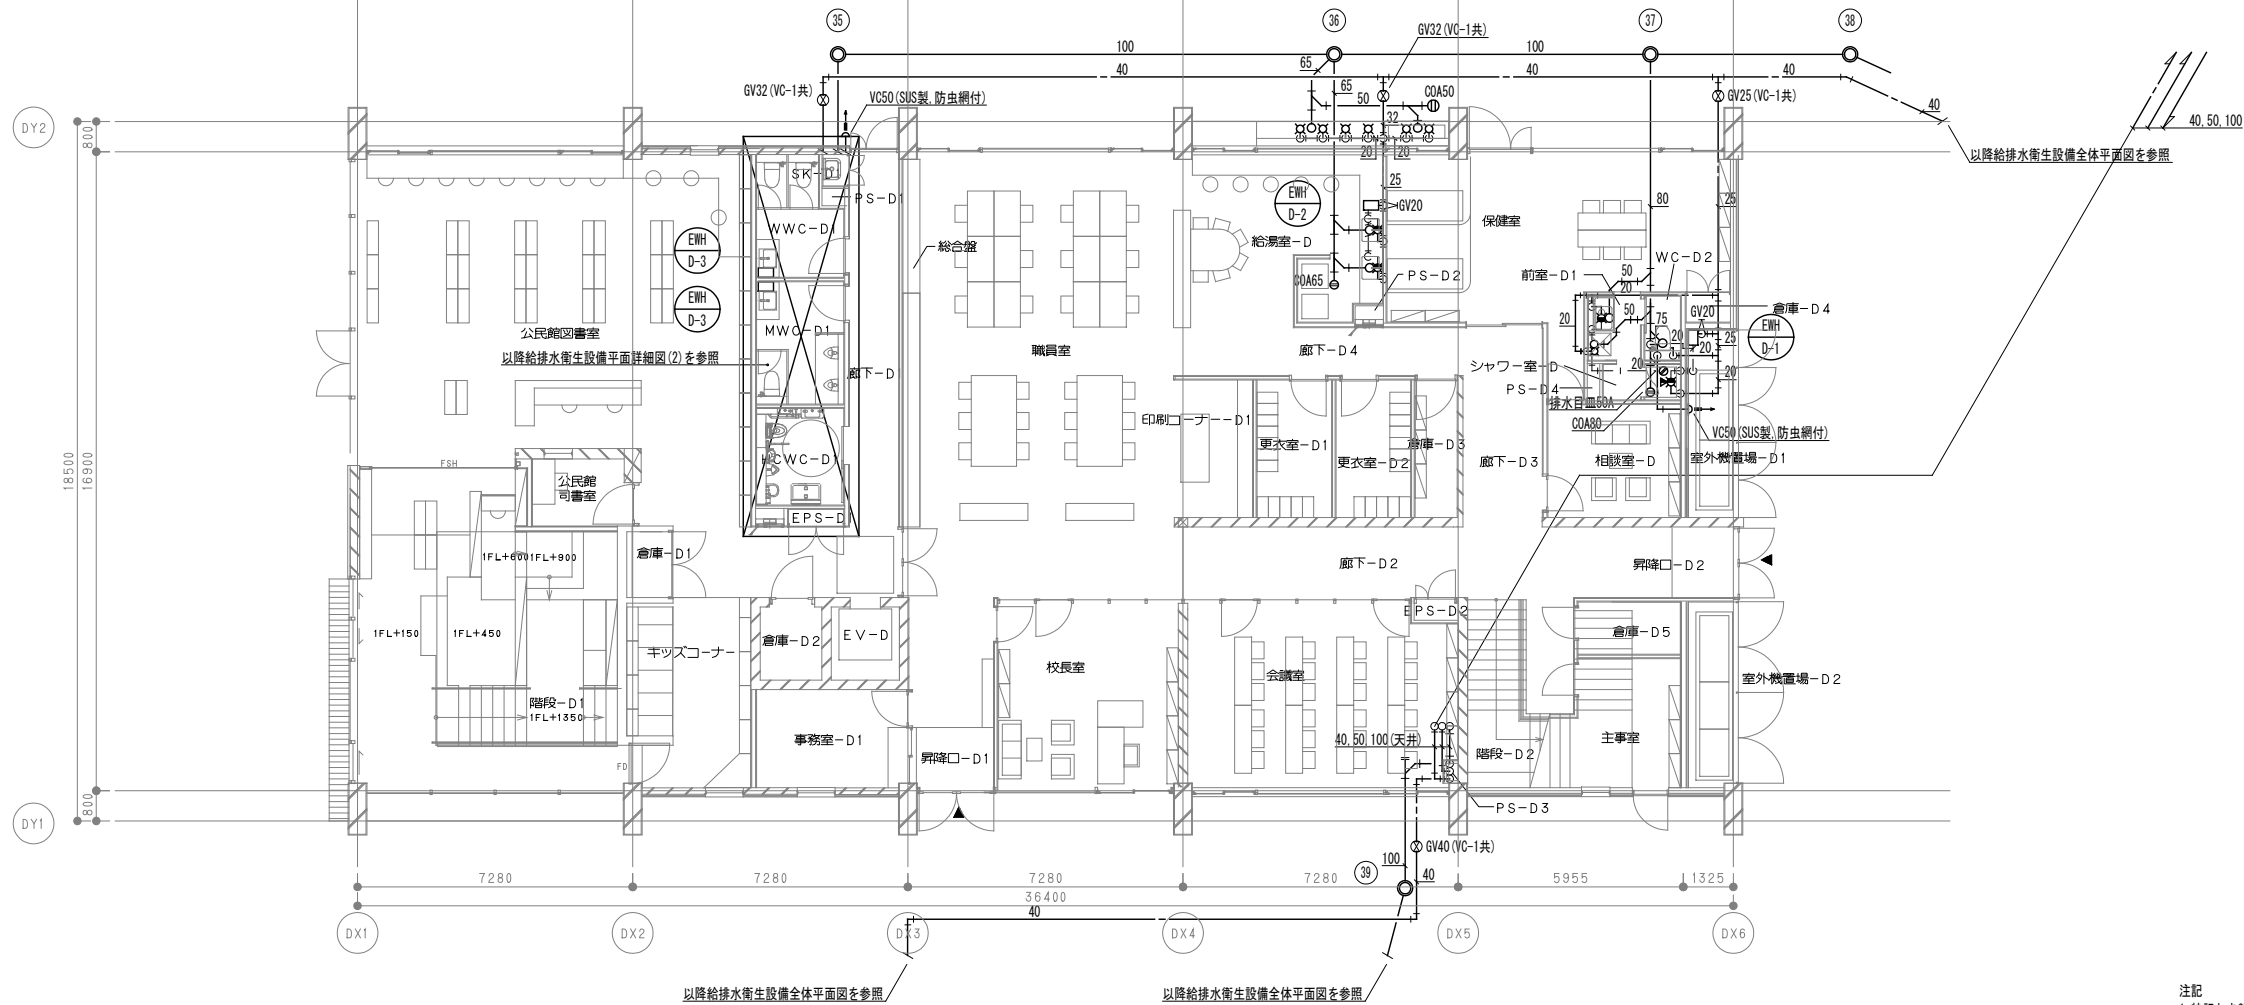 35
36
37
38
GV32(VC-1共)
100
100
65
40
40
40
GV32(VC-1共)
VC50(SUS製,防虫網付)
65
50
COA50
GV25(VC-1共)
40
40,50,100
DY2
800
32
20
20
以降給排水衛生設備全体平面図を参照
SK-D1
PS-D1
25
EWH
D-2
GV20
保健室
80
25
WWC-D1
EWH
D-3
総合盤
給湯室-D
COA65
PS-D2
前室-D1
50
20
WC-D2
EWH
D-3
MWC-D1
公民館図書室
以降給排水衛生設備平面詳細図(2)を参照
職員室
廊下-D4
20
50
75
GV20
倉庫-D4
EWH
D-1
25
20
20
20
20
廊下-D1
シャワー室-D
PS-D4
排水目皿50A
COA80
VC50(SUS製,防虫網付)
印刷コーナー-D1
更衣室-D1
更衣室-D2
倉庫-D3
廊下-D3
相談室-D
室外機置場-D1
HCWC-D1
FSH
公民館
司書室
EPS-D1
18500
16900
1FL+600
1FL+900
倉庫-D1
廊下-D2
昇降口-D2
1FL+150
1FL+450
キッズコーナー
倉庫-D2
EV-D
EPS-D2
倉庫-D5
校長室
会議室
室外機置場-D2
階段-D1
1FL+1350
事務室-D1
昇降口-D1
40,50,100(天井)
階段-D2
主事室
FD
800
PS-D3
DY1
GV40(VC-1共)
100
39
40
7280
7280
7280
7280
5955
1325
36400
40
DX1
DX2
DX3
DX4
DX5
DX6
以降給排水衛生設備全体平面図を参照
以降給排水衛生設備全体平面図を参照
注記